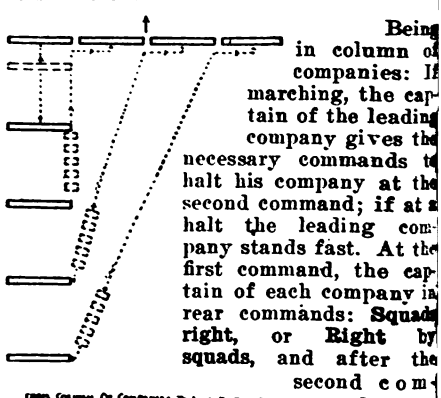 Being
in column of
companies: If
marching, the cap-
tain of the leading
company gives the
necessary commands to
halt his company at the
second command; if at a
halt the leading com-
pany stands fast. At the
first command, the cap-
tain of each company in
rear commands: Squads
right, or Right by
squads, and after the
second com-